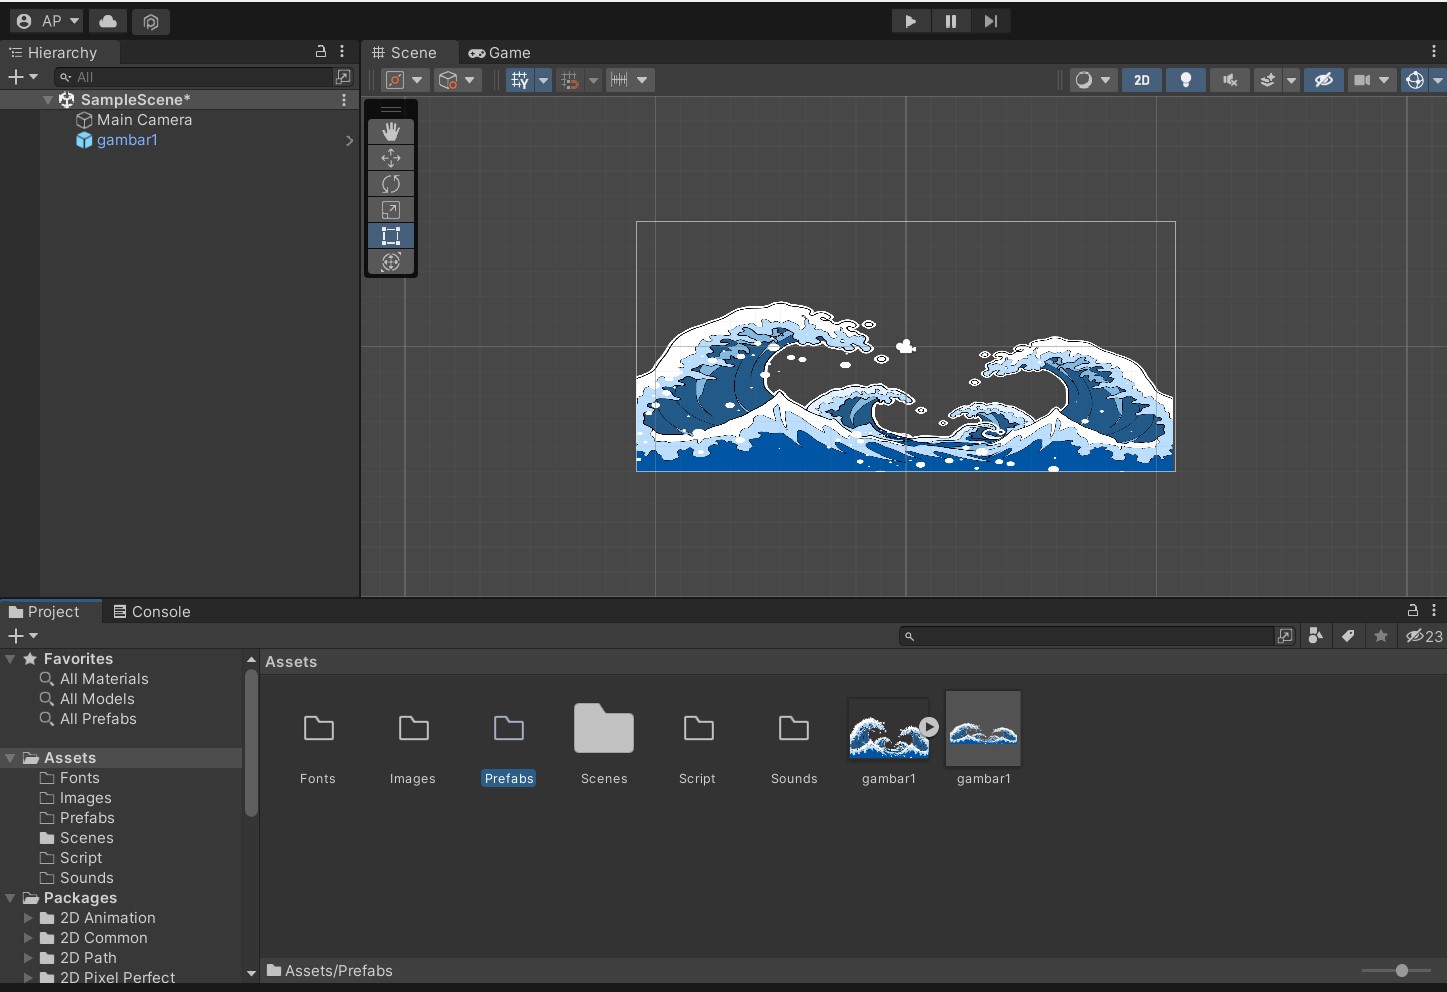 AP
Hierarchy
All
SampleScene*
Main Camera
gambar1
Scene
Game
2D
Project
Console
23
Favorites
All Materials
All Models
All Prefabs
Assets
Fonts
Images
Prefabs
Scenes
Script
Sounds
Packages
2D Animation
2D Common
2D Path
2D Pixel Perfect
Assets
Fonts
Images
Prefabs
Scenes
Script
Sounds
gambar1
gambar1
Assets/Prefabs